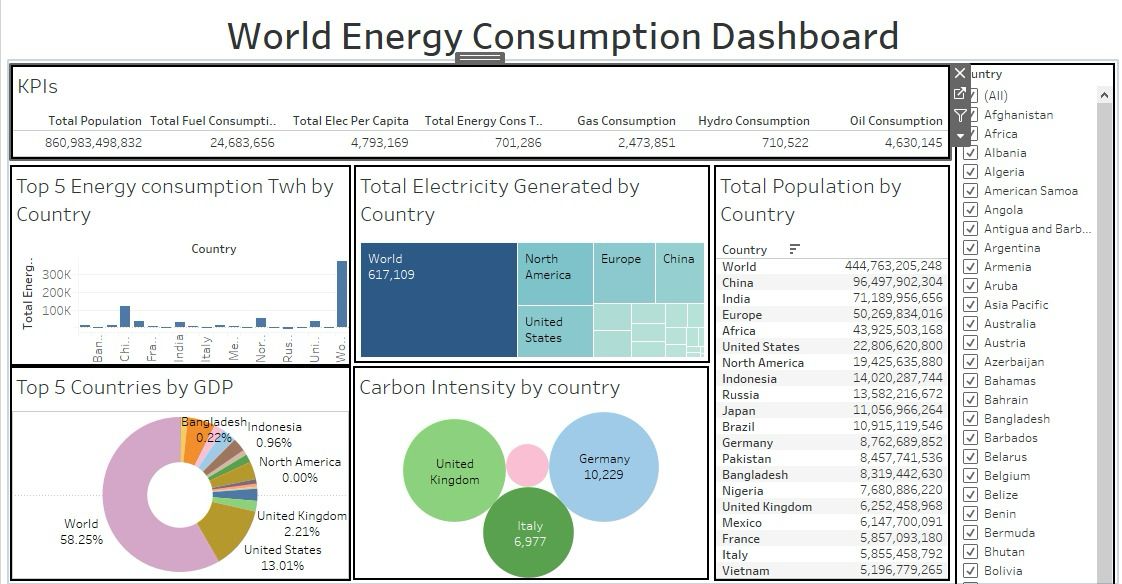 World Energy Consumption Dashboard
KPIs
Total Population Total Fuel Consumpti.. Total Elec Per Capita Total Energy Cons T.. Gas Consumption Hydro Consumption Oil Consumption
860,983,498,832 24,683,656 4,793,169 701,286 2,473,851 710,522 4,630,145
Top 5 Energy consumption Twh by
Country
Country
Total Energ..
300K
200K
100K
Ban..
Chi..
Fra..
India
Italy
Me..
Nor..
Rus..
Uni..
Wo..
Total Electricity Generated by
Country
World
617,109
North
America
Europe
China
United
States
Total Population by
Country
Country
World 444,763,205,248
China 96,497,902,304
India 71,189,956,656
Europe 50,269,834,016
Africa 43,925,503,168
United States 22,806,620,800
North America 19,425,635,880
Indonesia 14,020,287,744
Russia 13,582,216,672
Japan 11,056,966,264
Brazil 10,915,119,546
Germany 8,762,689,852
Pakistan 8,457,741,536
Bangladesh 8,319,442,630
Nigeria 7,680,886,220
United Kingdom 6,252,458,968
Mexico 6,147,700,091
France 5,857,093,180
Italy 5,855,458,792
Vietnam 5,196,779,265
Top 5 Countries by GDP
Bangladesh
0.22%
Indonesia
0.96%
North America
0.00%
United Kingdom
2.21%
United States
13.01%
World
58.25%
Carbon Intensity by country
United
Kingdom
Germany
10,229
Italy
6,977
untry
(All)
Afghanistan
Africa
Albania
Algeria
American Samoa
Angola
Antigua and Barb...
Argentina
Armenia
Aruba
Asia Pacific
Australia
Austria
Azerbaijan
Bahamas
Bahrain
Bangladesh
Barbados
Belarus
Belgium
Belize
Benin
Bermuda
Bhutan
Bolivia